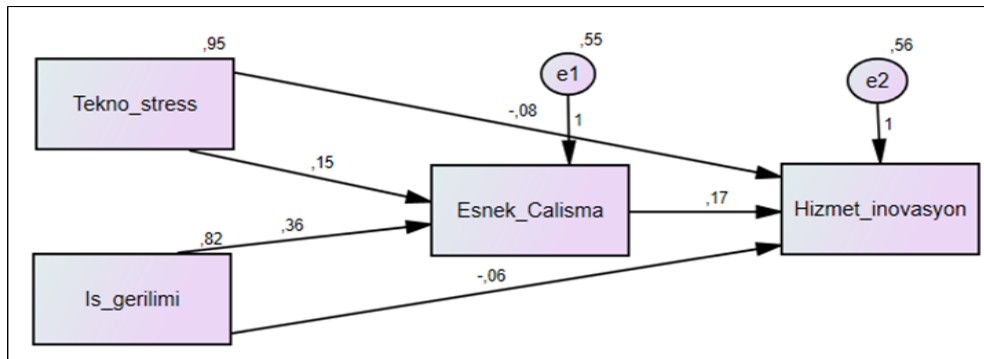 ,95
Tekno_stress
,55
e1
1
,56
e2
1
-,08
,15
Esnek_Calisma
,17
Hizmet_inovasyon
,82
,36
Is_gerilimi
-,06